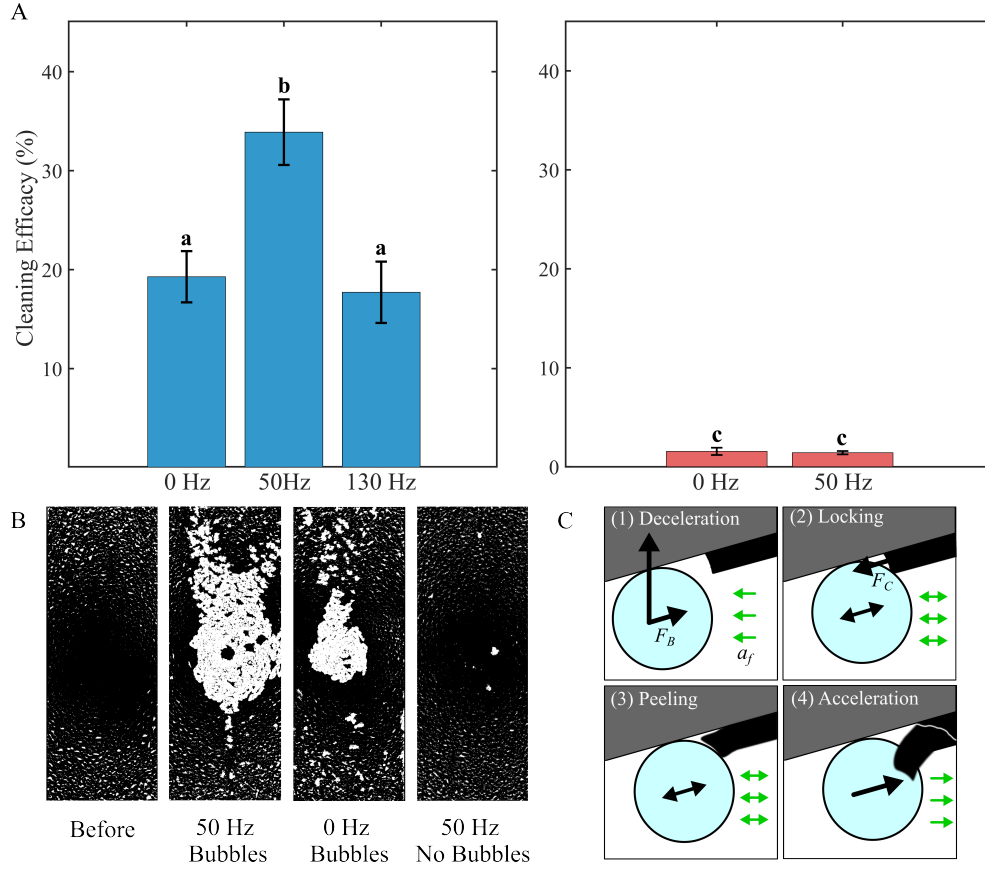 A
Cleaning Efficacy (%)
40
30
20
10
a
b
a
0 Hz
50Hz
130 Hz
40
30
20
10
0
c
c
0 Hz
50 Hz
B
Before
50 Hz
Bubbles
0 Hz
Bubbles
50 Hz
No Bubbles
C
(1) Deceleration
F_B
a_f
(2) Locking
F_C
(3) Peeling
(4) Acceleration